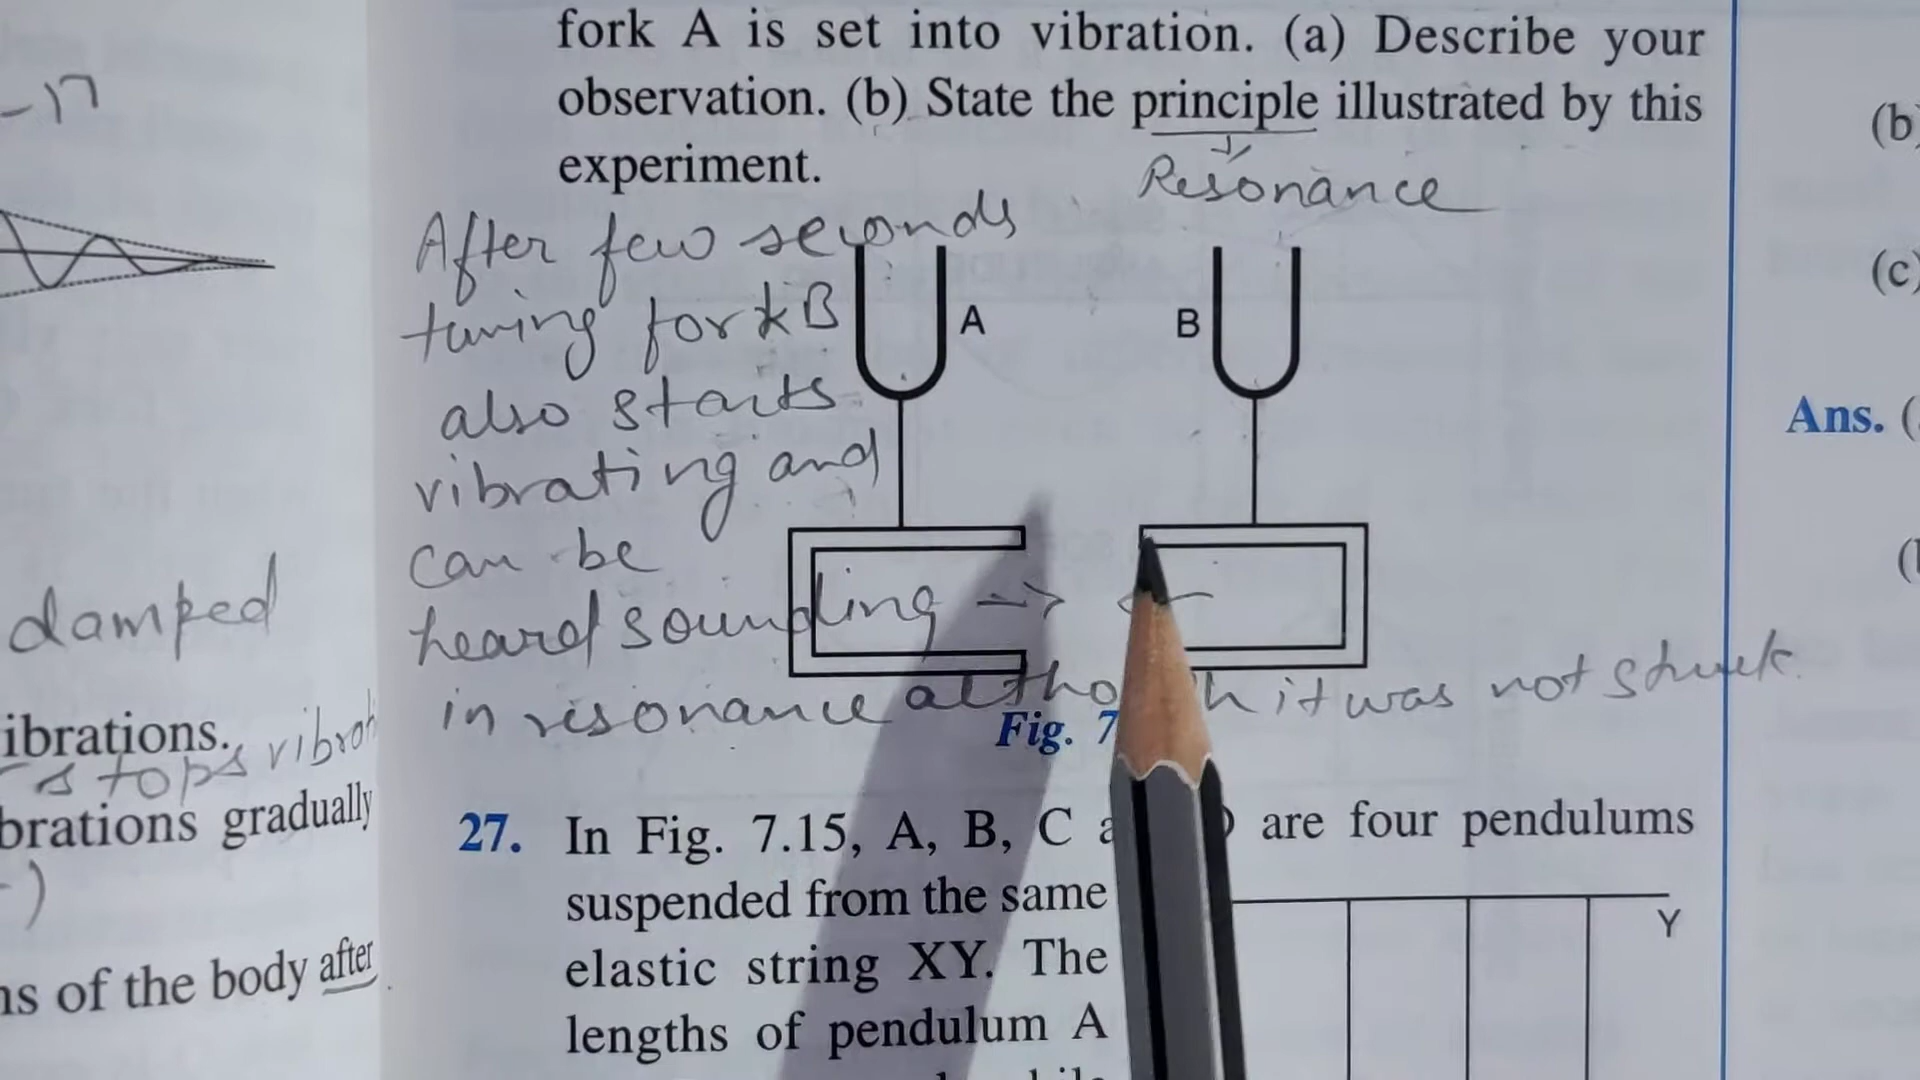 fork A is set into vibration. (a) Describe your
observation. (b) State the principle illustrated by this
experiment.
Resonance
After few seconds
tuning fork B
also starts
vibrating and
can be
heard sounding
in resonance it was not struck.
A
B
Fig. 7
27. In Fig. 7.15, A, B, C are four pendulums
suspended from the same
elastic string XY. The
lengths of pendulum A
Y
-17
damped
ibrations.
stops vibrat
brations gradually
ns of the body after
(b)
(c)
Ans. (